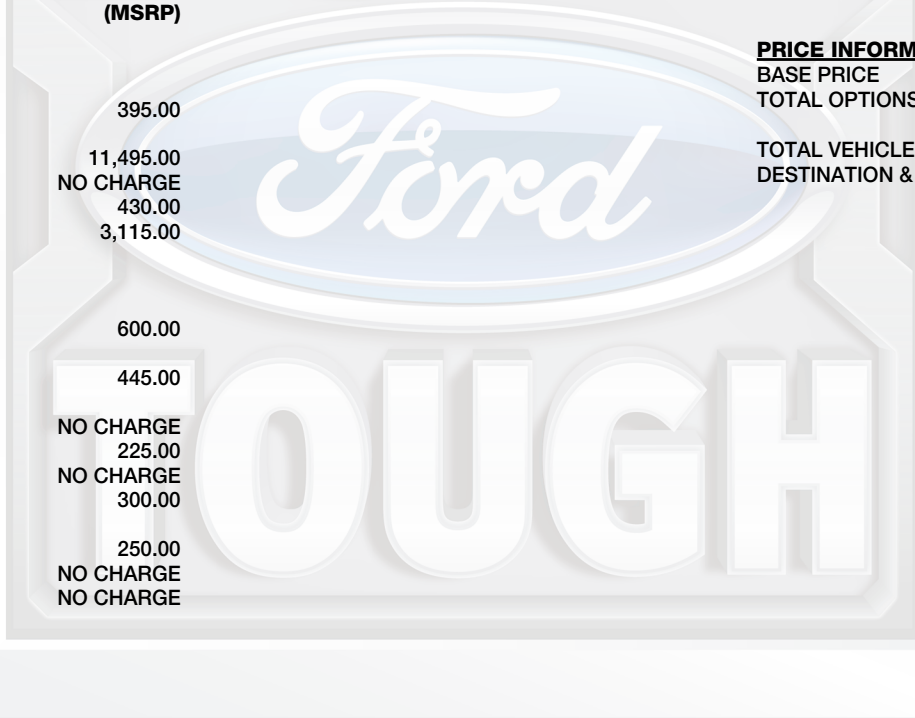 (MSRP)
395.00
11,495.00
NO CHARGE
430.00
3,115.00
600.00
445.00
NO CHARGE
225.00
NO CHARGE
300.00
250.00
NO CHARGE
NO CHARGE
PRICE INFORM
BASE PRICE
TOTAL OPTIONS
TOTAL VEHICLE
DESTINATION &
Ford
TOUGH